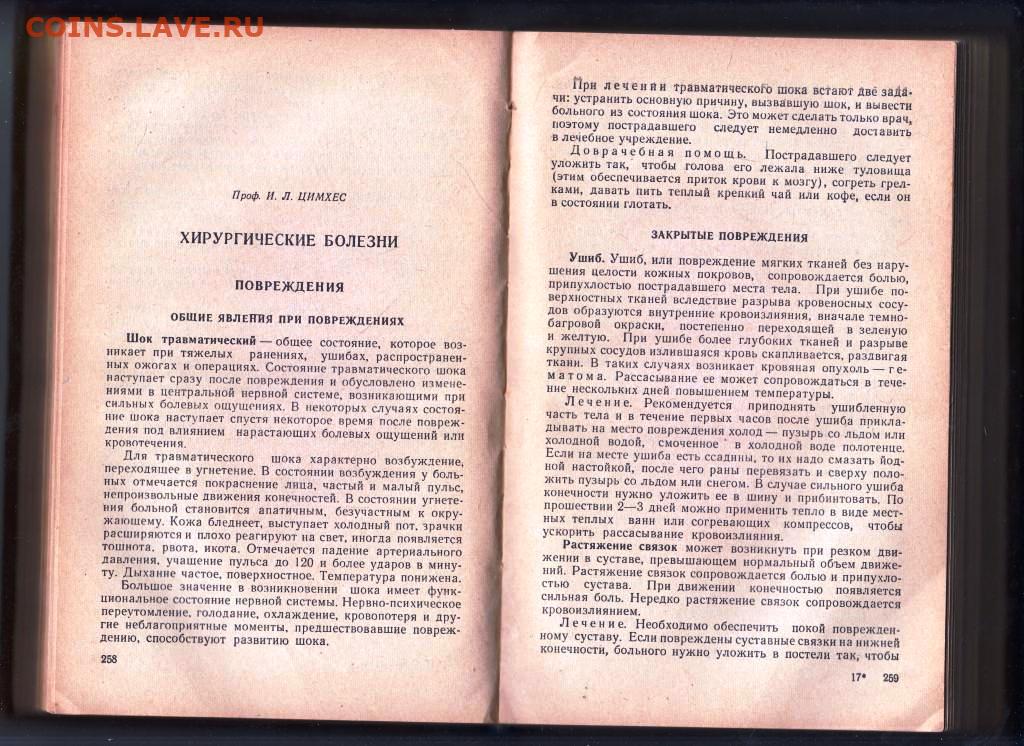 COINS.LAVE.RU
Проф. И. Л. ЦИМХЕС
ХИРУРГИЧЕСКИЕ БОЛЕЗНИ
ПОВРЕЖДЕНИЯ
ОБЩИЕ ЯВЛЕНИЯ ПРИ ПОВРЕЖДЕНИЯХ
Шок травматический — общее состояние, которое воз-
никает при тяжелых ранениях, ушибах, распространен-
ных ожогах и операциях. Состояние травматического шока
наступает сразу после повреждения и обусловлено измене-
ниями в центральной нервной системе, возникающими при
сильных болевых ощущениях. В некоторых случаях состоя-
ние шока наступает спустя некоторое время после повреж-
дения под влиянием нарастающих болевых ощущений или
кровотечения.
Для травматического шока характерно возбуждение,
переходящее в угнетение. В состоянии возбуждения у боль-
ных отмечается покраснение лица, частый и малый пульс,
непроизвольные движения конечностей. В состоянии угнете-
ния больной становится апатичным, безучастным к окру-
жающему. Кожа бледнеет, выступает холодный пот, зрачки
расширяются и плохо реагируют на свет, иногда появляется
тошнота, рвота, икота. Отмечается падение артериального
давления, учащение пульса до 120 и более ударов в мину-
ту. Дыхание частое, поверхностное. Температура понижена.
Большое значение в возникновении шока имеет функ-
циональное состояние нервной системы. Нервно-психическое
переутомление, голодание, охлаждение, кровопотеря и дру-
гие неблагоприятные моменты, предшествовавшие повреж-
дению, способствуют развитию шока.
258
При лечении травматического шока встают две зада-
чи: устранить основную причину, вызвавшую шок, и вывести
больного из состояния шока. Это может сделать только врач,
поэтому пострадавшего следует немедленно доставить
в лечебное учреждение.
Доврачебная помощь. Пострадавшего следует
уложить так, чтобы голова его лежала ниже туловища
(этим обеспечивается приток крови к мозгу), согреть грел-
ками, давать пить теплый крепкий чай или кофе, если он
в состоянии глотать.
ЗАКРЫТЫЕ ПОВРЕЖДЕНИЯ
Ушиб. Ушиб, или повреждение мягких тканей без нару-
шения целости кожных покровов, сопровождается болью,
припухлостью пострадавшего места тела. При ушибе по-
верхностных тканей вследствие разрыва кровеносных сосу-
дов образуются внутренние кровоизлияния, вначале темно-
багровой окраски, постепенно переходящей в зеленую
и желтую. При ушибе более глубоких тканей и разрыве
крупных сосудов излившаяся кровь скапливается, раздвигая
ткани. В таких случаях возникает кровяная опухоль — ге-
матома. Рассасывание ее может сопровождаться в тече-
ние нескольких дней повышением температуры.
Лечение. Рекомендуется приподнять ушибленную
часть тела и в течение первых часов после ушиба прикла-
дывать на место повреждения холод — пузырь со льдом или
холодной водой, смоченное в холодной воде полотенце.
Если на месте ушиба есть ссадины, то их надо смазать йод-
ной настойкой, после чего раны перевязать и сверху поло-
жить пузырь со льдом или снегом. В случае сильного ушиба
конечности нужно уложить ее в шину и прибинтовать. По
прошествии 2—3 дней можно применить тепло в виде мест-
ных теплых ванн или согревающих компрессов, чтобы
ускорить рассасывание кровоизлияния.
Растяжение связок может возникнуть при резком дви-
жении в суставе, превышающем нормальный объем движе-
ний. Растяжение связок сопровождается болью и припухло-
стью сустава. При движении конечностью появляется
сильная боль. Нередко растяжение связок сопровождается
кровоизлиянием.
Лечение. Необходимо обеспечить покой поврежден-
ному суставу. Если повреждены суставные связки на нижней
конечности, больного нужно уложить в постели так, чтобы
17* 259